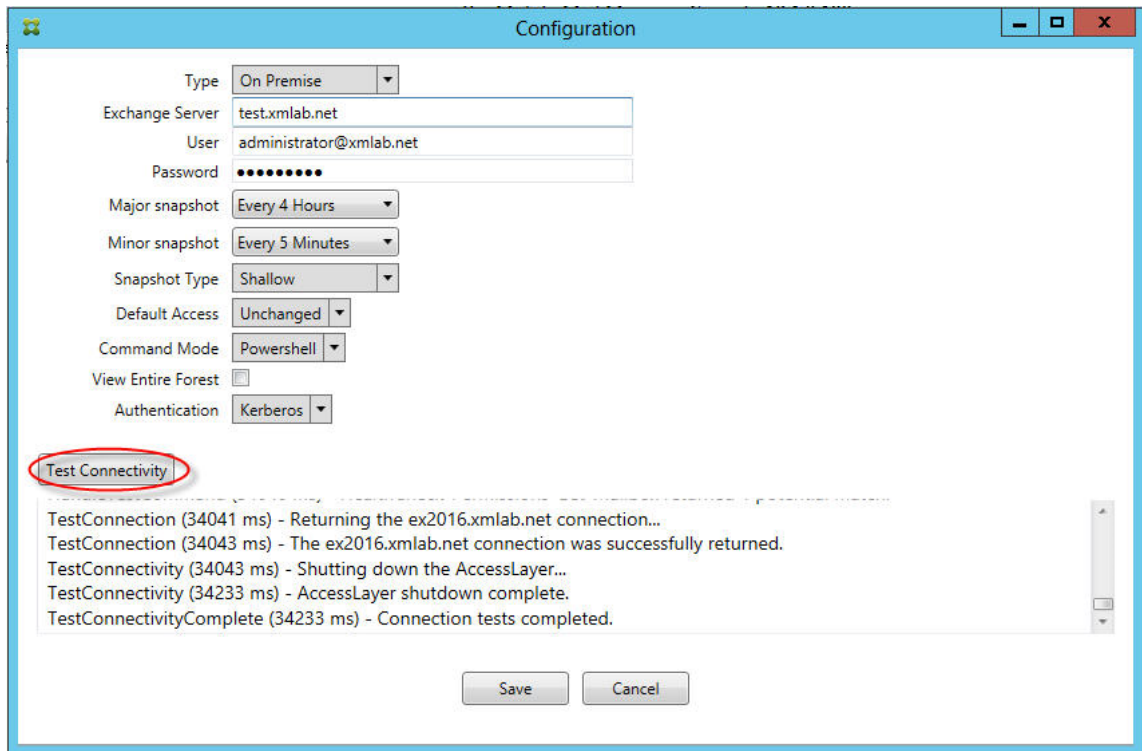 Configuration
Type On Premise
Exchange Server test.xmlab.net
User administrator@xmlab.net
Password •••••••••
Major snapshot Every 4 Hours
Minor snapshot Every 5 Minutes
Snapshot Type Shallow
Default Access Unchanged
Command Mode Powershell
View Entire Forest
Authentication Kerberos
Test Connectivity
TestConnection (34041 ms) - Returning the ex2016.xmlab.net connection...
TestConnection (34043 ms) - The ex2016.xmlab.net connection was successfully returned.
TestConnectivity (34043 ms) - Shutting down the AccessLayer...
TestConnectivity (34233 ms) - AccessLayer shutdown complete.
TestConnectivityComplete (34233 ms) - Connection tests completed.
Save Cancel